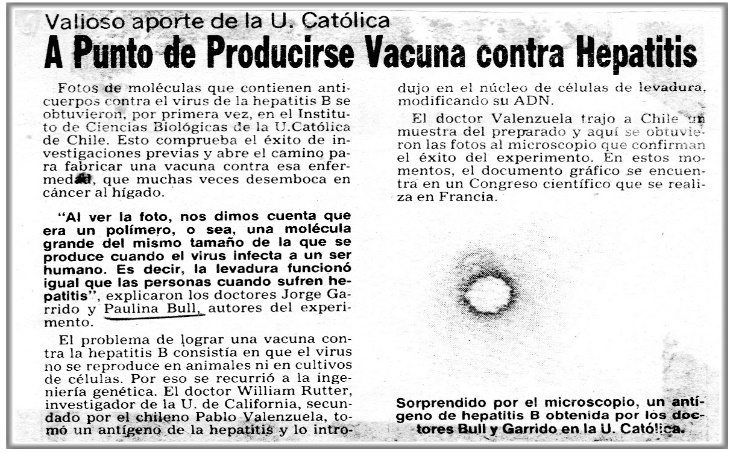 Valioso aporte de la U. Católica
A Punto de Producirse Vacuna contra Hepatitis
Fotos de moléculas que contienen anti-
cuerpos contra el virus de la hepatitis B se
obtuvieron, por primera vez, en el Institu-
to de Ciencias Biológicas de la U.Católica
de Chile. Esto comprueba el éxito de in-
vestigaciones previas y abre el camino pa-
ra fabricar una vacuna contra esa enfer-
medad, que muchas veces desemboca en
cáncer al hígado.
"Al ver la foto, nos dimos cuenta que
era un polímero, o sea, una molécula
grande del mismo tamaño de la que se
produce cuando el virus infecta a un ser
humano. Es decir, la levadura funcionó
igual que las personas cuando sufren he-
patitis", explicaron los doctores Jorge Ga-
rrido y Paulina Bull, autores del experi-
mento.
El problema de lograr una vacuna con-
tra la hepatitis B consistía en que el virus
no se reproduce en animales ni en cultivos
de células. Por eso se recurrió a la inge-
niería genética. El doctor William Rutter,
investigador de la U. de California, secun-
dado por el chileno Pablo Valenzuela, to-
mó un antígeno de la hepatitis y lo intro-
dujo en el núcleo de células de levadura,
modificando su ADN.
El doctor Valenzuela trajo a Chile un
muestra del preparado y aquí se obtuvie-
ron las fotos al microscopio que confirman
el éxito del experimento. En estos mo-
mentos, el documento gráfico se encuen-
tra en un Congreso científico que se reali-
za en Francia.
Sorprendido por el microscopio, un antí-
geno de hepatitis B obtenida por los doc-
tores Bull y Garrido en la U. Católica.